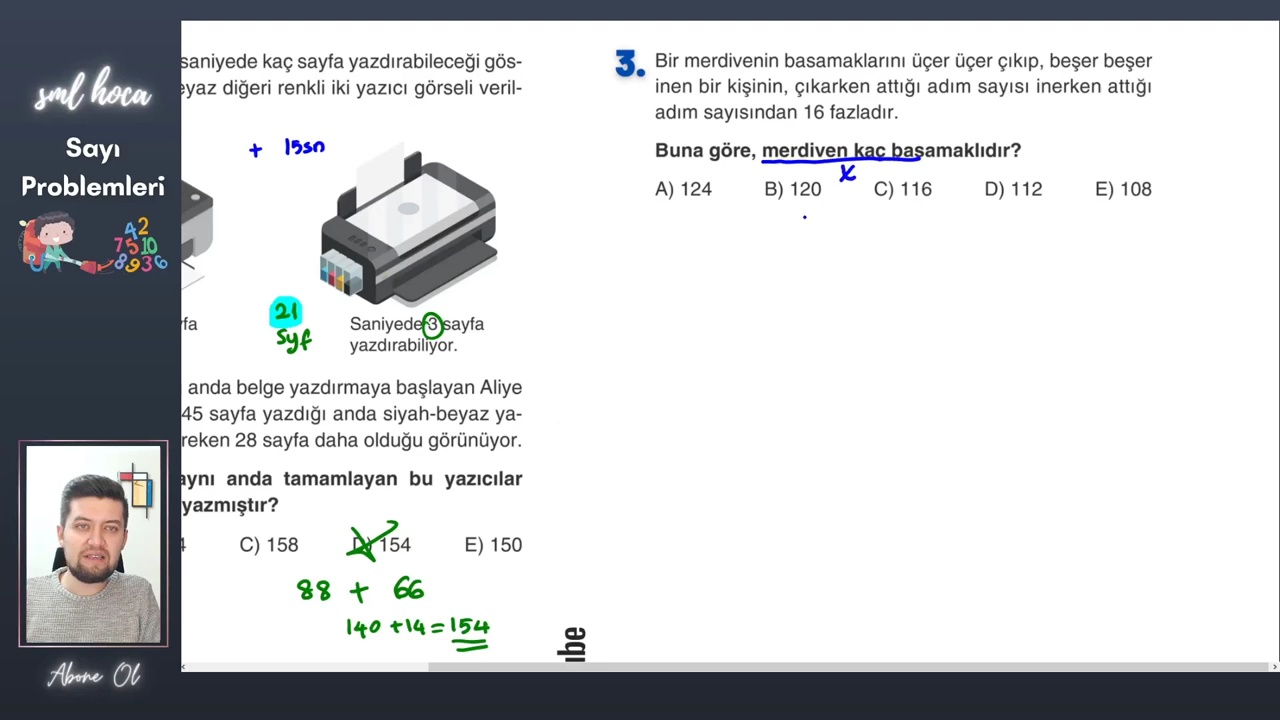 sml hoca
Sayı
Problemleri
Abone Ol
saniyede kaç sayfa yazdırabileceği gös-
eyaz diğeri renkli iki yazıcı görseli veril-
+ 15sn
21
Syf
yfa
Saniyede 3 sayfa
yazdırabiliyor.
anda belge yazdırmaya başlayan Aliye
45 sayfa yazdığı anda siyah-beyaz ya-
reken 28 sayfa daha olduğu görünüyor.
aynı anda tamamlayan bu yazıcılar
yazmıştır?
4 C) 158 D) 154 E) 150
88 + 66
140 + 14 = 154
3. Bir merdivenin basamaklarını üçer üçer çıkıp, beşer beşer
inen bir kişinin, çıkarken attığı adım sayısı inerken attığı
adım sayısından 16 fazladır.
Buna göre, merdiven kaç basamaklıdır?
x
A) 124 B) 120 C) 116 D) 112 E) 108
ube